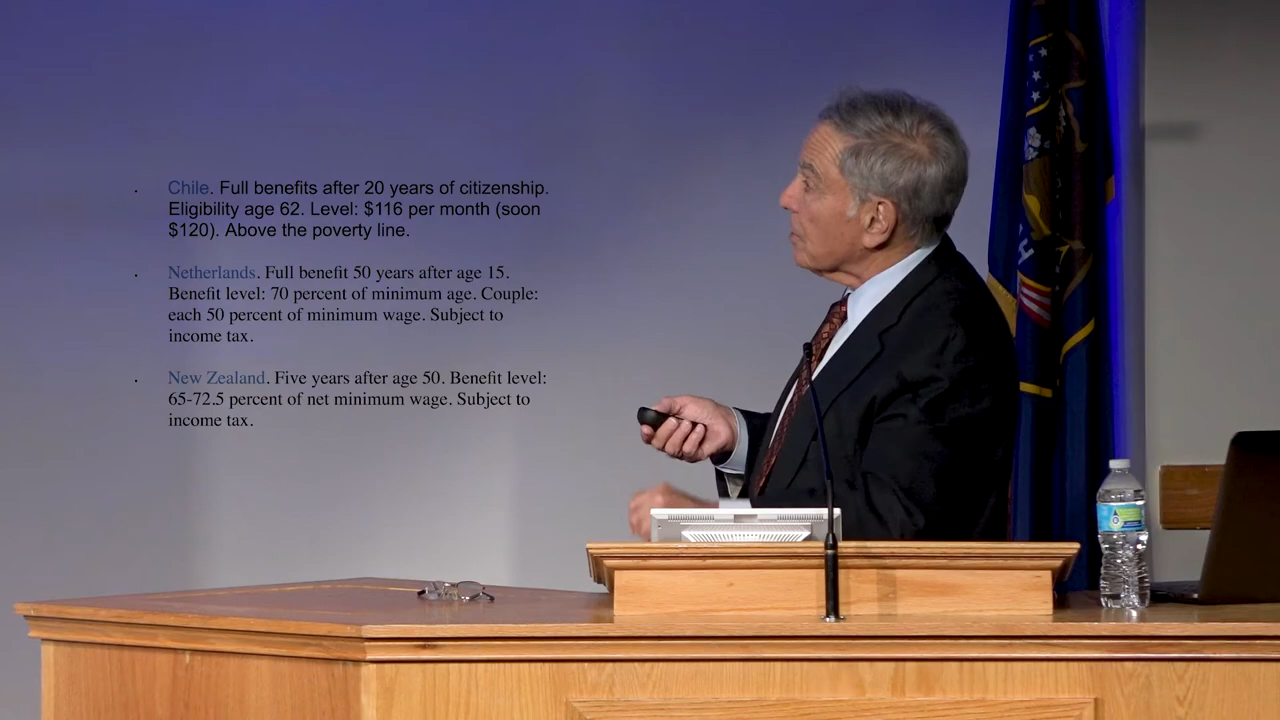 · Chile. Full benefits after 20 years of citizenship.
Eligibility age 62. Level: $116 per month (soon
$120). Above the poverty line.
· Netherlands. Full benefit 50 years after age 15.
Benefit level: 70 percent of minimum age. Couple:
each 50 percent of minimum wage. Subject to
income tax.
· New Zealand. Five years after age 50. Benefit level:
65-72.5 percent of net minimum wage. Subject to
income tax.